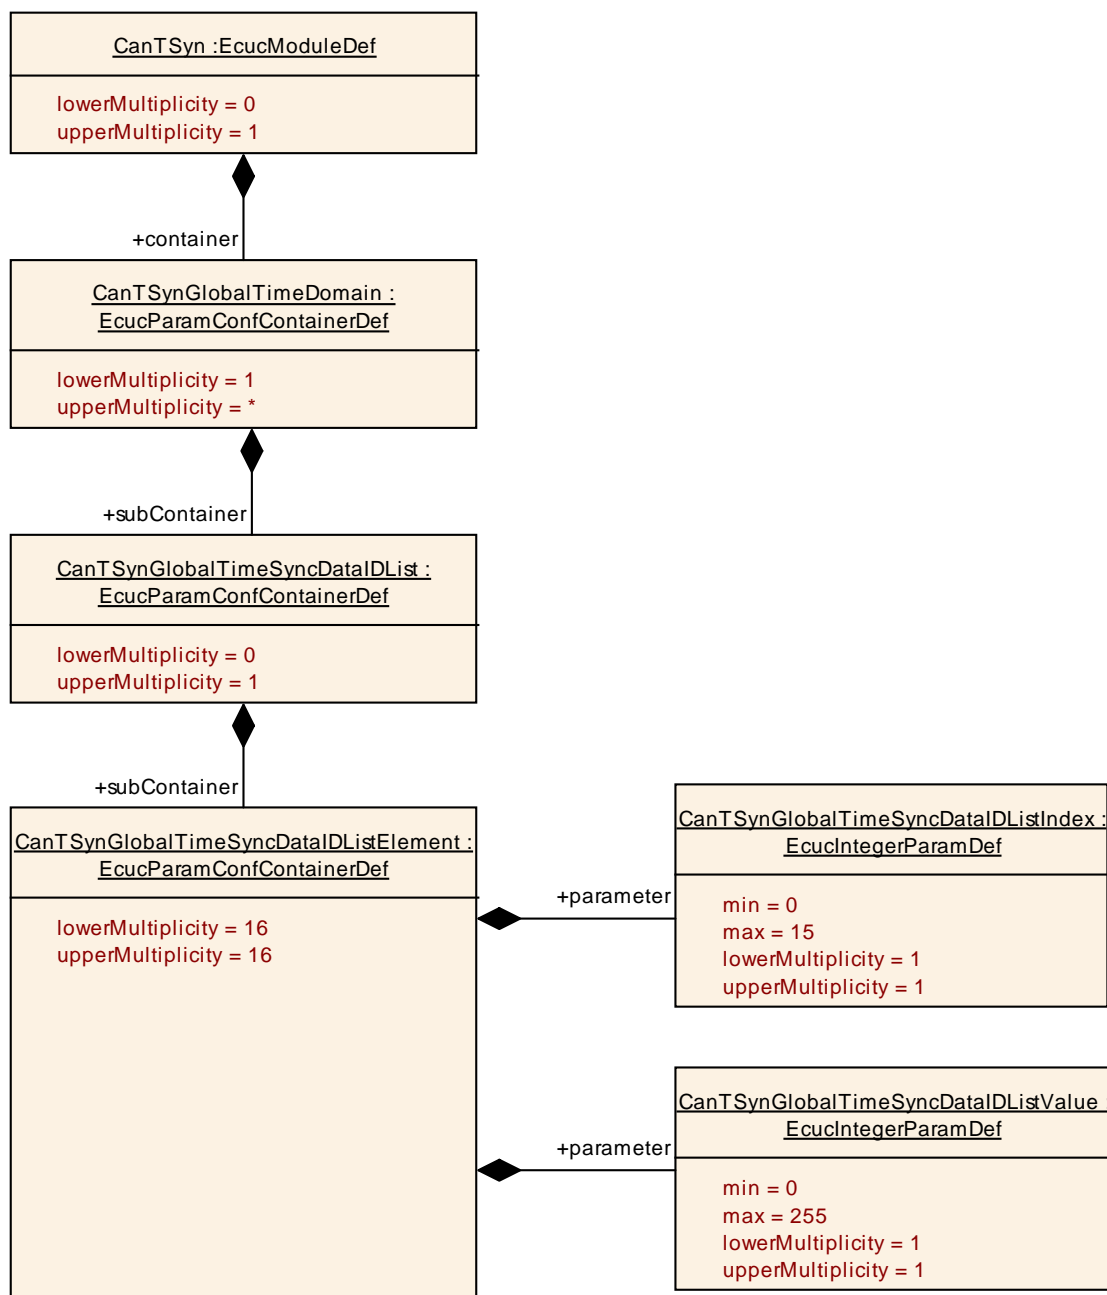 CanTSyn :EcucModuleDef
lowerMultiplicity = 0
upperMultiplicity = 1
+container
CanTSynGlobalTimeDomain :
EcucParamConfContainerDef
lowerMultiplicity = 1
upperMultiplicity = *
+subContainer
CanTSynGlobalTimeSyncDataIDList :
EcucParamConfContainerDef
lowerMultiplicity = 0
upperMultiplicity = 1
+subContainer
CanTSynGlobalTimeSyncDataIDListElement :
EcucParamConfContainerDef
lowerMultiplicity = 16
upperMultiplicity = 16
+parameter
CanTSynGlobalTimeSyncDataIDListIndex :
EcucIntegerParamDef
min = 0
max = 15
lowerMultiplicity = 1
upperMultiplicity = 1
+parameter
CanTSynGlobalTimeSyncDataIDListValue :
EcucIntegerParamDef
min = 0
max = 255
lowerMultiplicity = 1
upperMultiplicity = 1